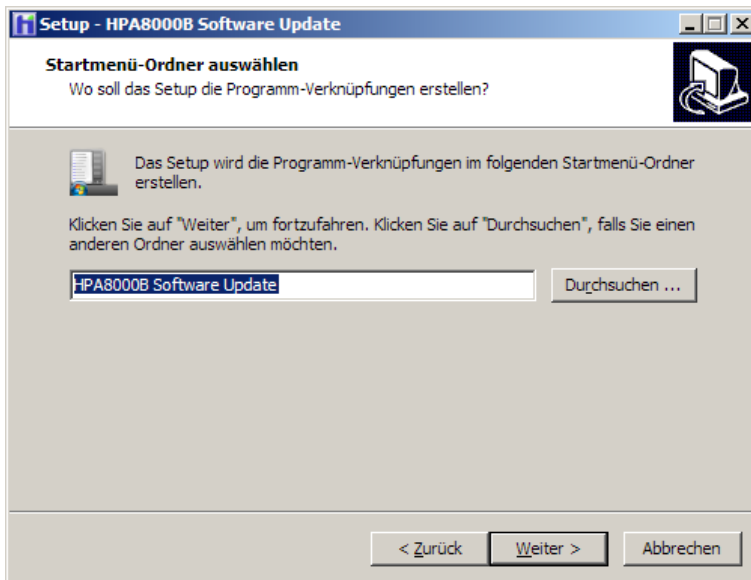 Setup - HPA8000B Software Update
Startmenü-Ordner auswählen
Wo soll das Setup die Programm-Verknüpfungen erstellen?
Das Setup wird die Programm-Verknüpfungen im folgenden Startmenü-Ordner
erstellen.
Klicken Sie auf "Weiter", um fortzufahren. Klicken Sie auf "Durchsuchen", falls Sie einen
anderen Ordner auswählen möchten.
HPA8000B Software Update
Durchsuchen ...
< Zurück
Weiter >
Abbrechen